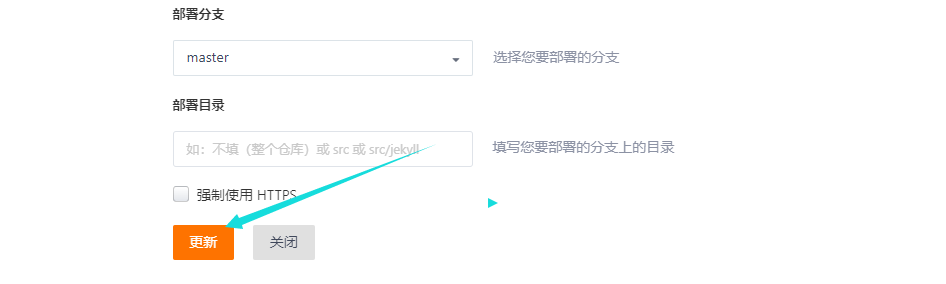 部署分支
master
选择您要部署的分支
部署目录
如：不填（整个仓库）或 src 或 src/jekyll
填写您要部署的分支上的目录
强制使用 HTTPS
更新
关闭